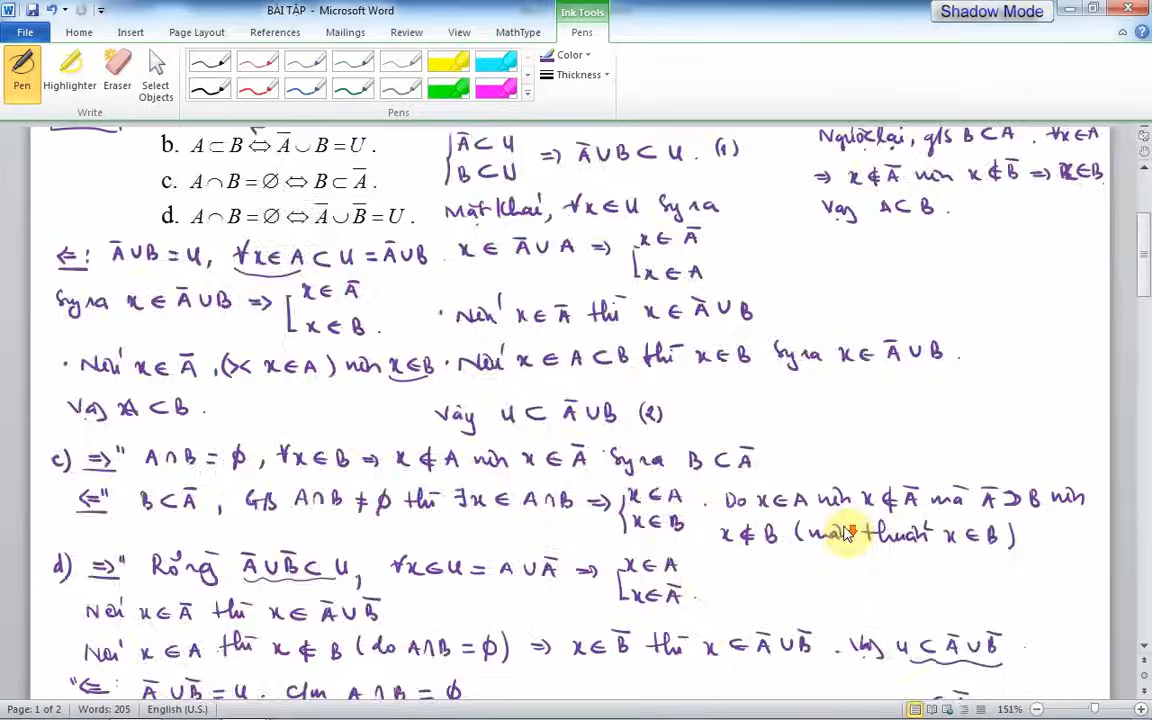 BÀI TẬP - Microsoft Word
Ink Tools
Shadow Mode
File Home Insert Page Layout References Mailings Review View MathType Pens
Pen Highlighter Eraser Select Objects
Color
Thickness
Write
Pens
b. A ⊂ B ⇔ A̅ ∪ B = U.
c. A ∩ B = ∅ ⇔ B ⊂ A̅.
d. A ∩ B = ∅ ⇔ A̅ ∪ B̅ = U.
{ A̅ ⊂ U
B ⊂ U
⇒ A̅ ∪ B ⊂ U. (1)
Mặt khác, ∀x ∈ U Suy ra
x ∈ A̅ ∪ A ⇒ [ x ∈ A̅
x ∈ A
Ngược lại, g/s B̅ ⊂ A̅. ∀x ∈ A
⇒ x ∉ A̅ nên x ∉ B̅ ⇒ x ∈ B.
Vậy A ⊂ B.
⇐: A̅ ∪ B = U, ∀x ∈ A ⊂ U = A̅ ∪ B
Suy ra x ∈ A̅ ∪ B ⇒ [ x ∈ A̅
x ∈ B.
· Nếu x ∈ A̅ thì x ∈ A̅ ∪ B
· Nếu x ∈ A̅, (>< x ∈ A) nên x ∈ B
· Nếu x ∈ A ⊂ B thì x ∈ B Suy ra x ∈ A̅ ∪ B.
Vậy A ⊂ B.
Vậy U ⊂ A̅ ∪ B (2)
c) ⇒" A ∩ B = ∅, ∀x ∈ B ⇒ x ∉ A nên x ∈ A̅ Suy ra B ⊂ A̅
⇐" B ⊂ A̅, G/s A ∩ B ≠ ∅ thì ∃x ∈ A ∩ B ⇒ { x ∈ A
x ∈ B
. Do x ∈ A nên x ∉ A̅ mà A̅ ⊃ B nên
x ∉ B (mâu thuẫn x ∈ B)
d) ⇒" Rõ ràng A̅ ∪ B̅ ⊂ U, ∀x ∈ U = A ∪ A̅ ⇒ [ x ∈ A
x ∈ A̅.
Nếu x ∈ A̅ thì x ∈ A̅ ∪ B̅
Nếu x ∈ A thì x ∉ B (do A ∩ B = ∅) ⇒ x ∈ B̅ thì x ∈ A̅ ∪ B̅. Vậy U ⊂ A̅ ∪ B̅.
"⇐: A̅ ∪ B̅ = U. C/m A ∩ B = ∅
Page: 1 of 2 Words: 205 English (U.S.) 151%